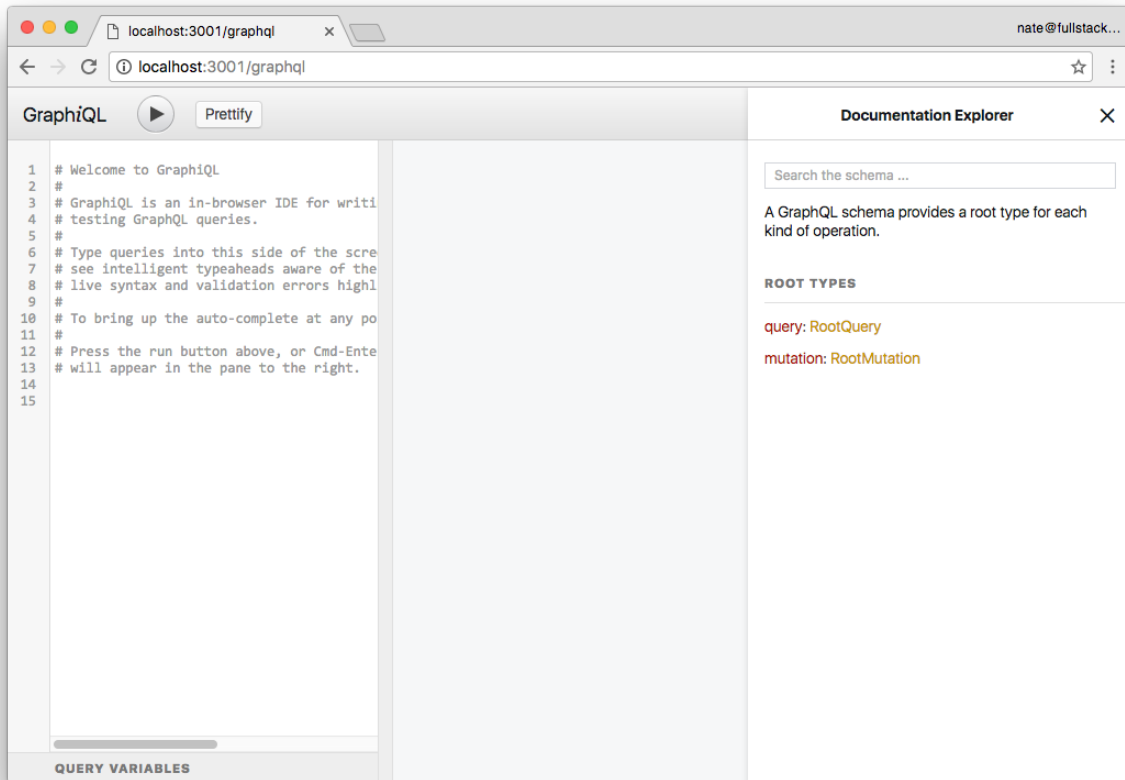 localhost:3001/graphql
nate@fullstack...
localhost:3001/graphql
GraphiQL
Prettify
1 # Welcome to GraphiQL
2 #
3 # GraphiQL is an in-browser IDE for writi
4 # testing GraphQL queries.
5 #
6 # Type queries into this side of the scre
7 # see intelligent typeaheads aware of the
8 # live syntax and validation errors highl
9 #
10 # To bring up the auto-complete at any po
11 #
12 # Press the run button above, or Cmd-Ente
13 # will appear in the pane to the right.
14
15
QUERY VARIABLES
Documentation Explorer
Search the schema ...
A GraphQL schema provides a root type for each
kind of operation.
ROOT TYPES
query: RootQuery
mutation: RootMutation